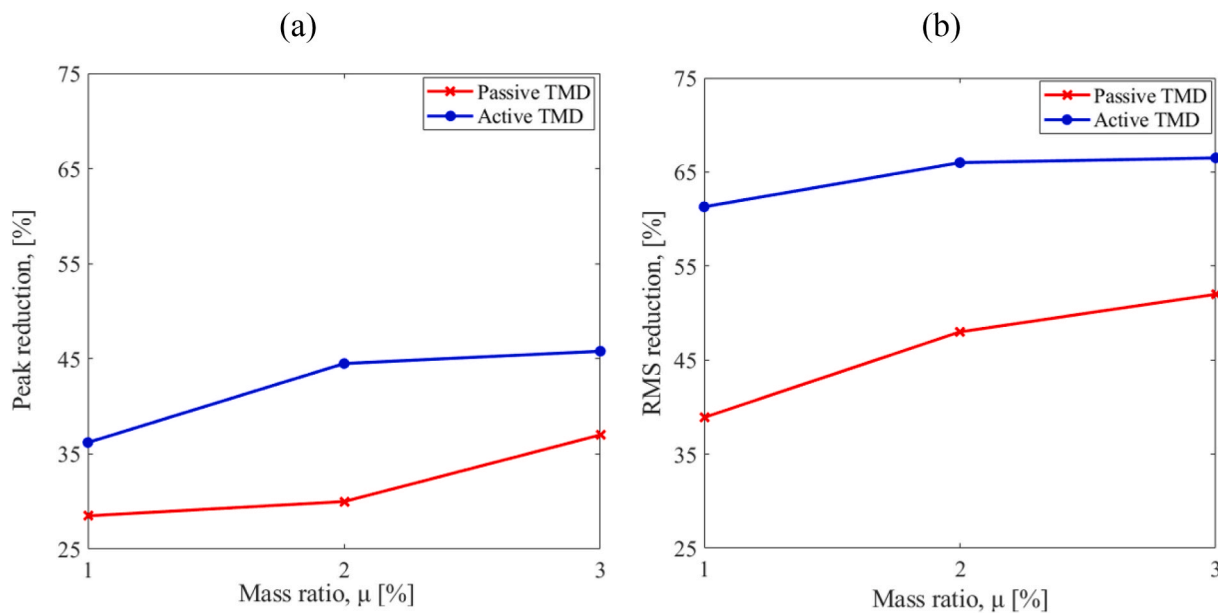 (a)
75
65
55
45
35
25
Peak reduction, [%]
Passive TMD
Active TMD
1
2
3
Mass ratio, μ [%]
(b)
75
65
55
45
35
25
RMS reduction, [%]
Passive TMD
Active TMD
1
2
3
Mass ratio, μ [%]